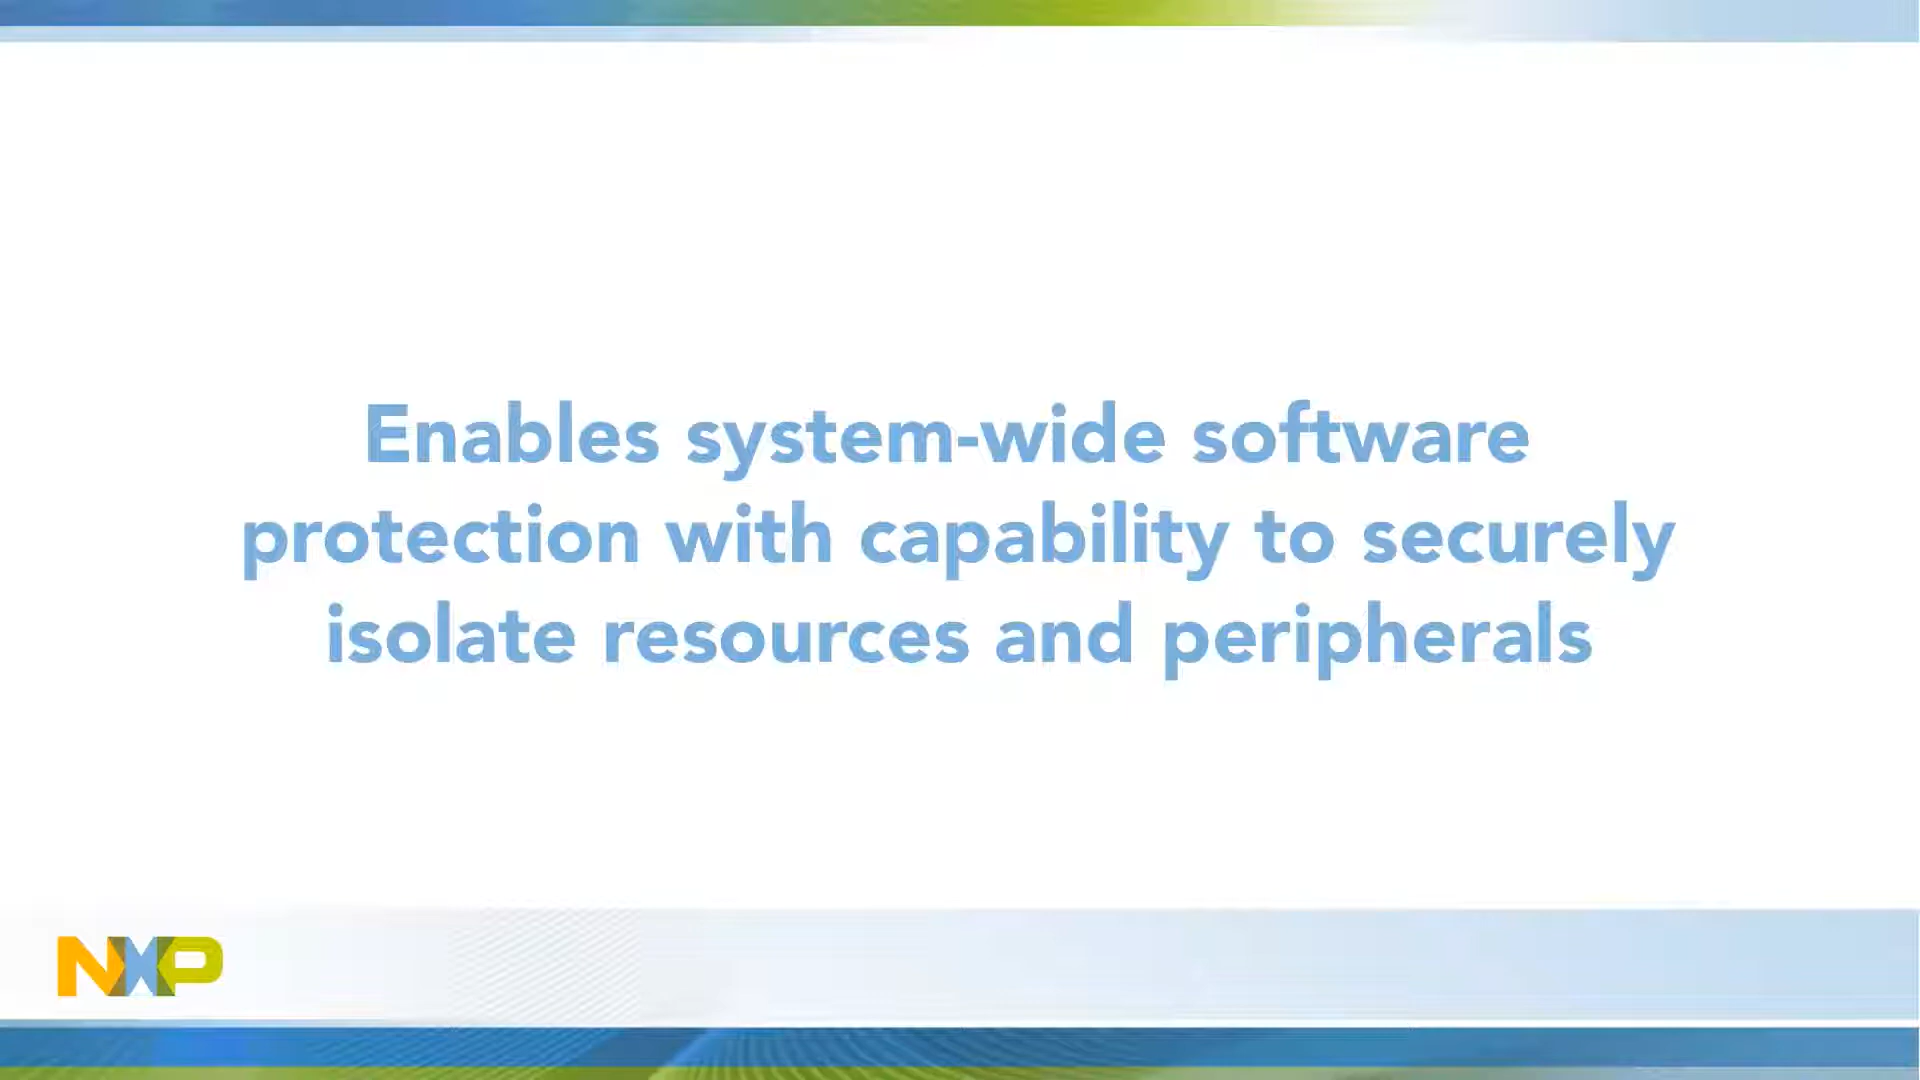 Enables system-wide software
protection with capability to securely
isolate resources and peripherals
NXP